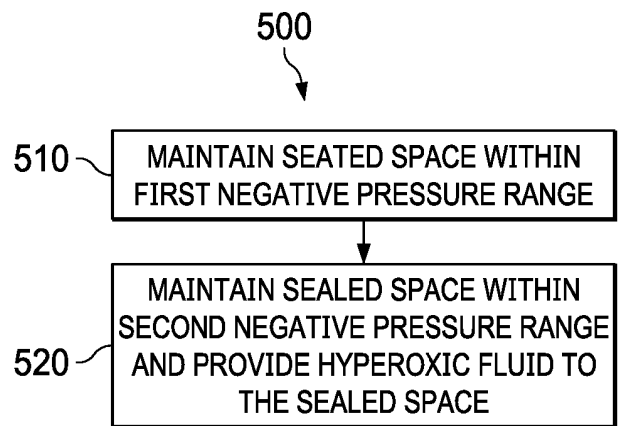 500
510
MAINTAIN SEATED SPACE WITHIN
FIRST NEGATIVE PRESSURE RANGE
520
MAINTAIN SEALED SPACE WITHIN
SECOND NEGATIVE PRESSURE RANGE
AND PROVIDE HYPEROXIC FLUID TO
THE SEALED SPACE